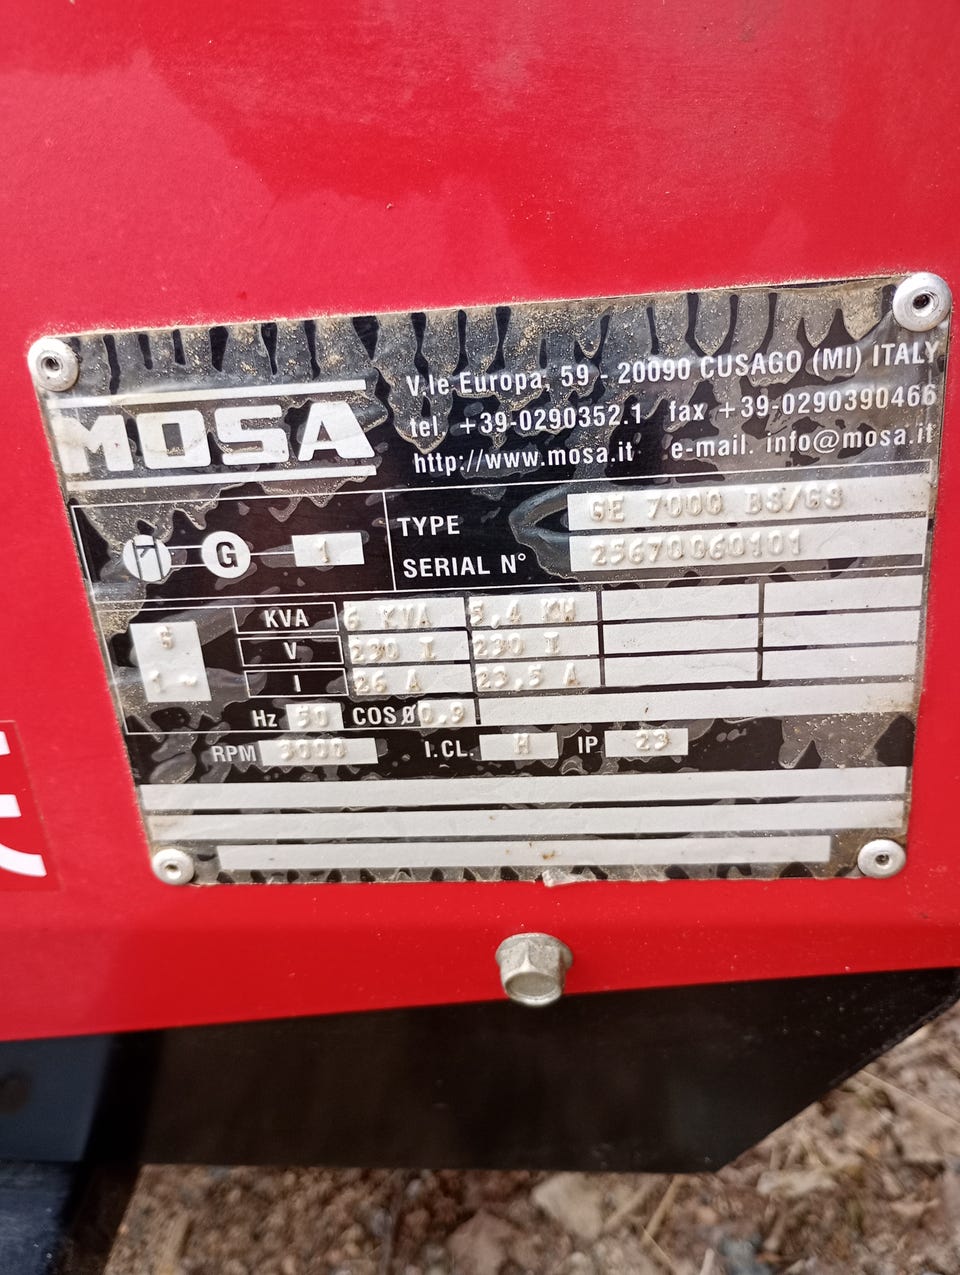 MOSA
V.le Europa, 59 - 20090 CUSAGO (MI) ITALY
tel. +39-0290352.1 fax +39-0290390466
http://www.mosa.it e-mail. info@mosa.it
M G 1
TYPE GE 7000 BS/GS
SERIAL N° 25670060101
G 1~
KVA 6 KVA 5,4 KW
V 230 I 230 I
I 26 A 23,5 A
Hz 50 COSØ 0.9
RPM 3000 I.CL. H IP 23